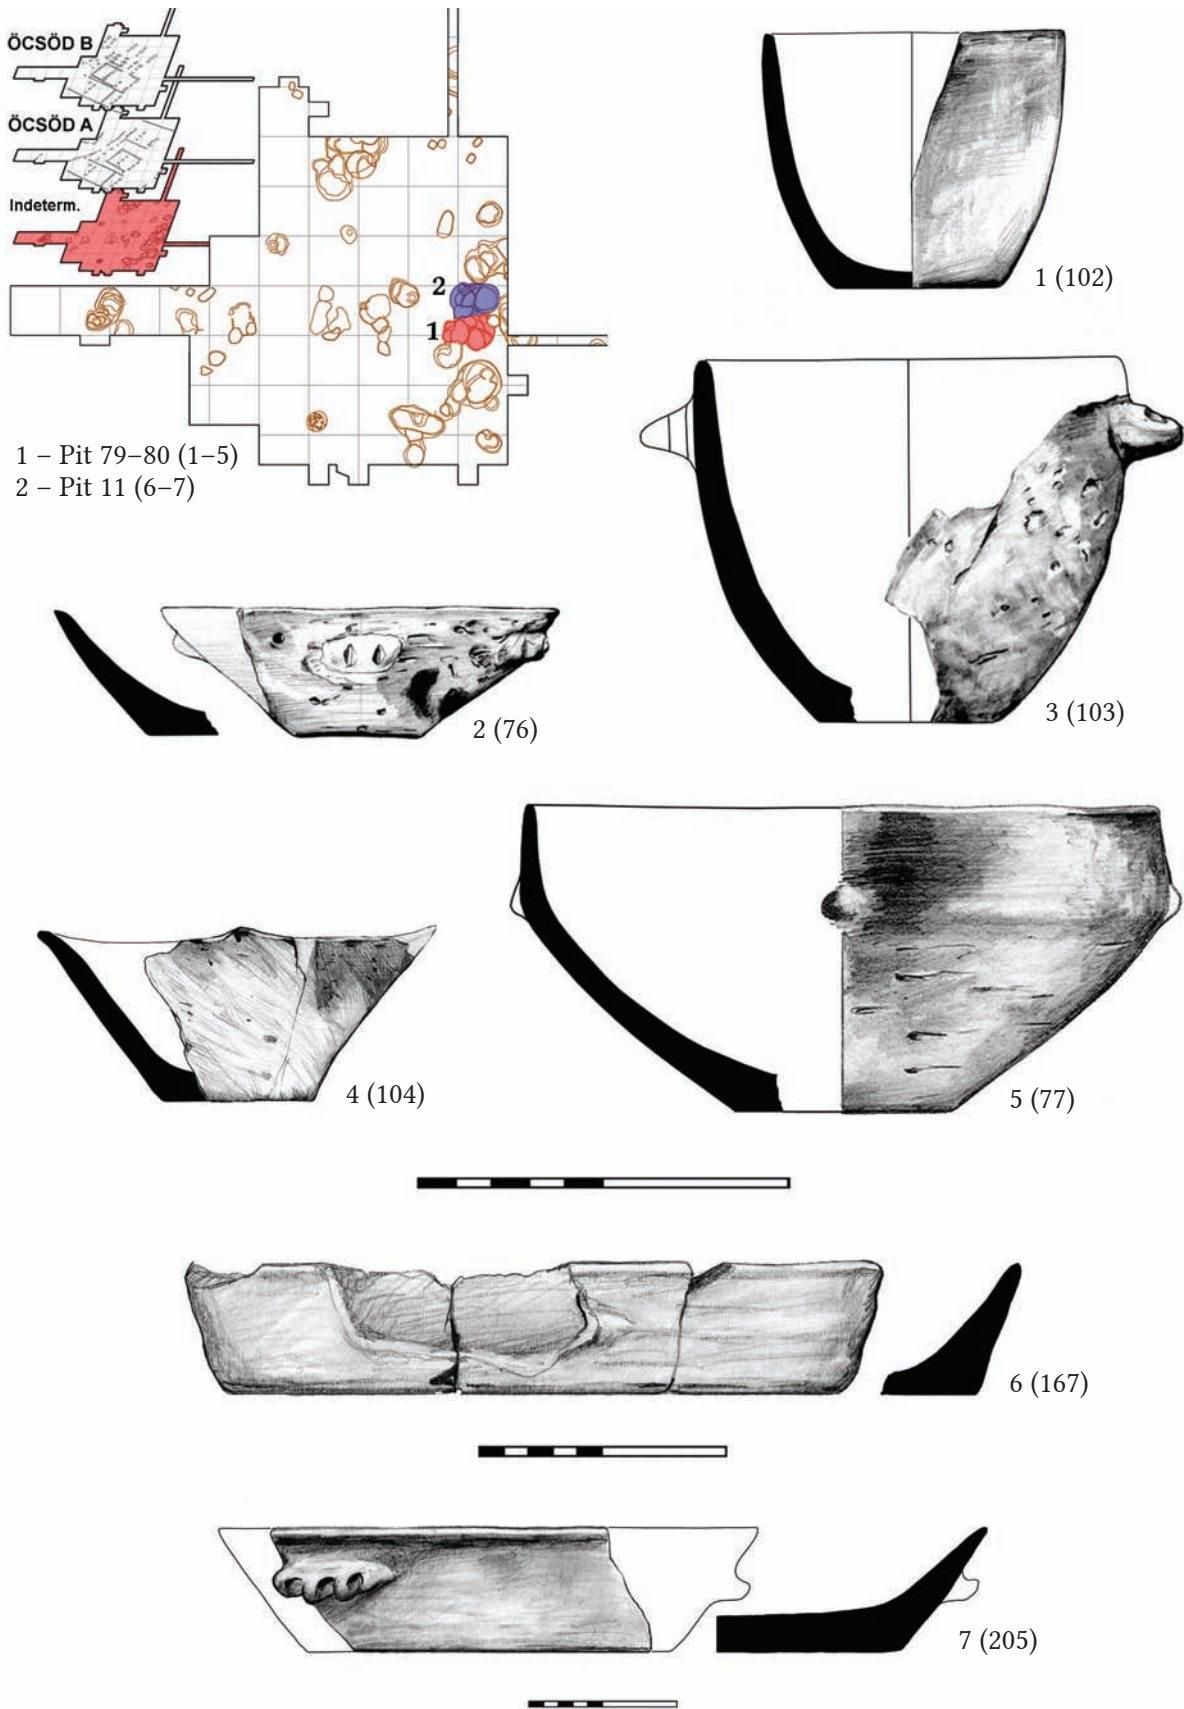 ÖCSÖD B
ÖCSÖD A
Indeterm.
2
1
1 – Pit 79–80 (1–5)
2 – Pit 11 (6–7)
1 (102)
3 (103)
2 (76)
4 (104)
5 (77)
6 (167)
7 (205)